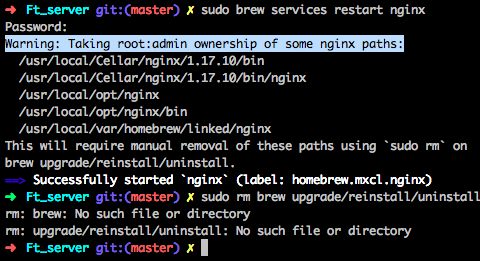 ➜  Ft_server git:(master) ✗ sudo brew services restart nginx
Password:
Warning: Taking root:admin ownership of some nginx paths:
  /usr/local/Cellar/nginx/1.17.10/bin
  /usr/local/Cellar/nginx/1.17.10/bin/nginx
  /usr/local/opt/nginx
  /usr/local/opt/nginx/bin
  /usr/local/var/homebrew/linked/nginx
This will require manual removal of these paths using `sudo rm` on
brew upgrade/reinstall/uninstall.
==> Successfully started `nginx` (label: homebrew.mxcl.nginx)
➜  Ft_server git:(master) ✗ sudo rm brew upgrade/reinstall/uninstall
rm: brew: No such file or directory
rm: upgrade/reinstall/uninstall: No such file or directory
➜  Ft_server git:(master) ✗